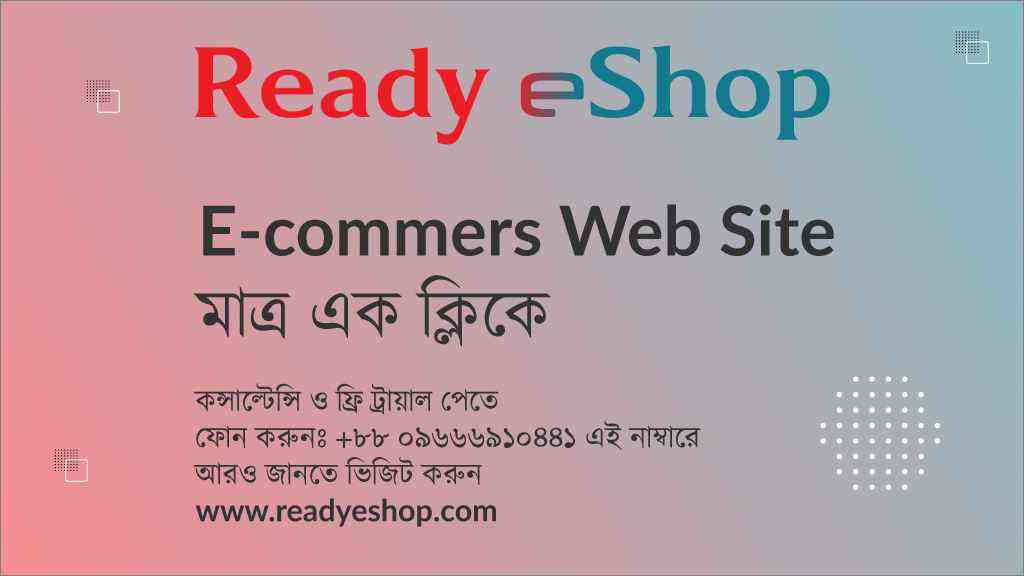 Ready eShop
E-commers Web Site
মাত্র এক ক্লিকে
কন্সাল্টেন্সি ও ফ্রি ট্রায়াল পেতে
ফোন করুনঃ +৮৮ ০৯৬৬৬৯১০৪৪১ এই নাম্বারে
আরও জানতে ভিজিট করুন
www.readyeshop.com